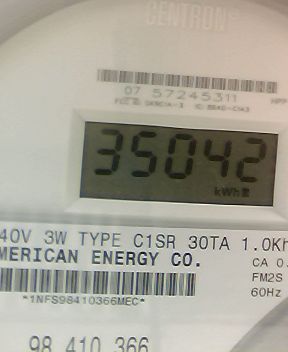 CENTRON®
07 57245311
35042
kWh
40V 3W TYPE C1SR 30TA 1.0Kh
MERICAN ENERGY CO.
CA 0.
FM2S
60Hz
*1NFS98410366MEC*
98 410 366